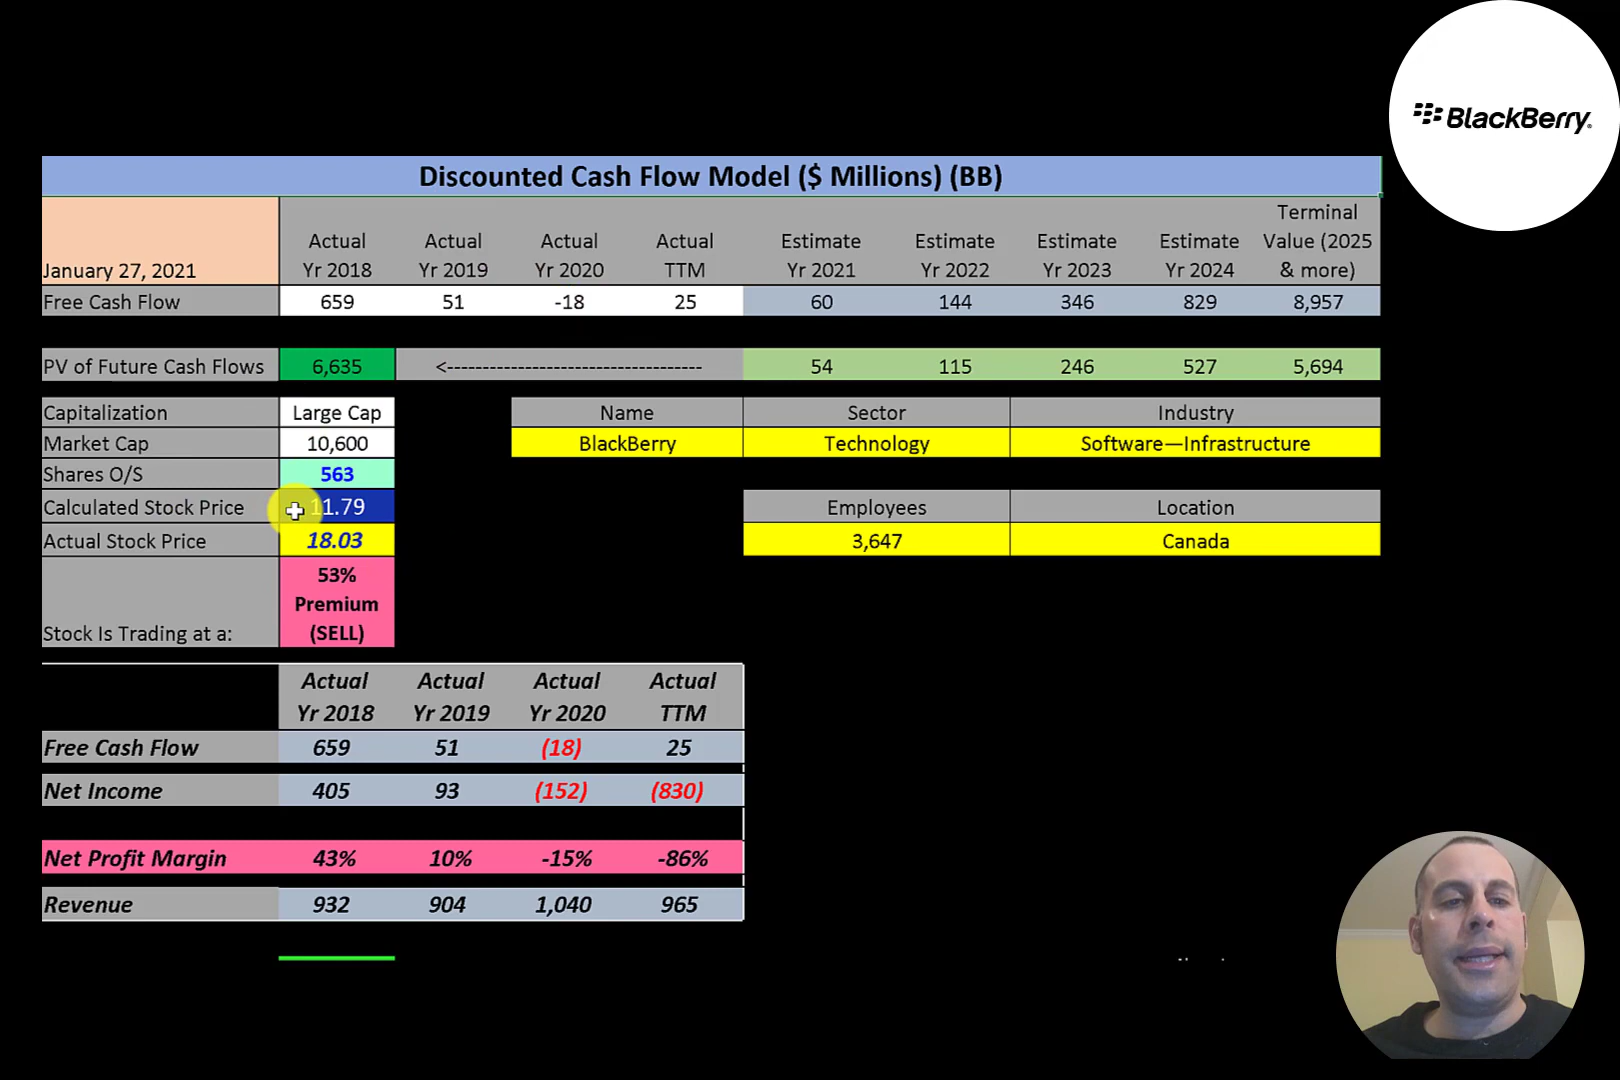 BlackBerry
Discounted Cash Flow Model ($ Millions) (BB)
January 27, 2021
Actual Yr 2018
Actual Yr 2019
Actual Yr 2020
Actual TTM
Estimate Yr 2021
Estimate Yr 2022
Estimate Yr 2023
Estimate Yr 2024
Terminal Value (2025 & more)
Free Cash Flow 659 51 -18 25 60 144 346 829 8,957
PV of Future Cash Flows 6,635 <----------------------------------- 54 115 246 527 5,694
Capitalization Large Cap
Market Cap 10,600
Shares O/S 563
Calculated Stock Price 11.79
Actual Stock Price 18.03
Stock Is Trading at a: 53% Premium (SELL)
Name Sector Industry
BlackBerry Technology Software—Infrastructure
Employees Location
3,647 Canada
Actual Yr 2018
Actual Yr 2019
Actual Yr 2020
Actual TTM
Free Cash Flow 659 51 (18) 25
Net Income 405 93 (152) (830)
Net Profit Margin 43% 10% -15% -86%
Revenue 932 904 1,040 965